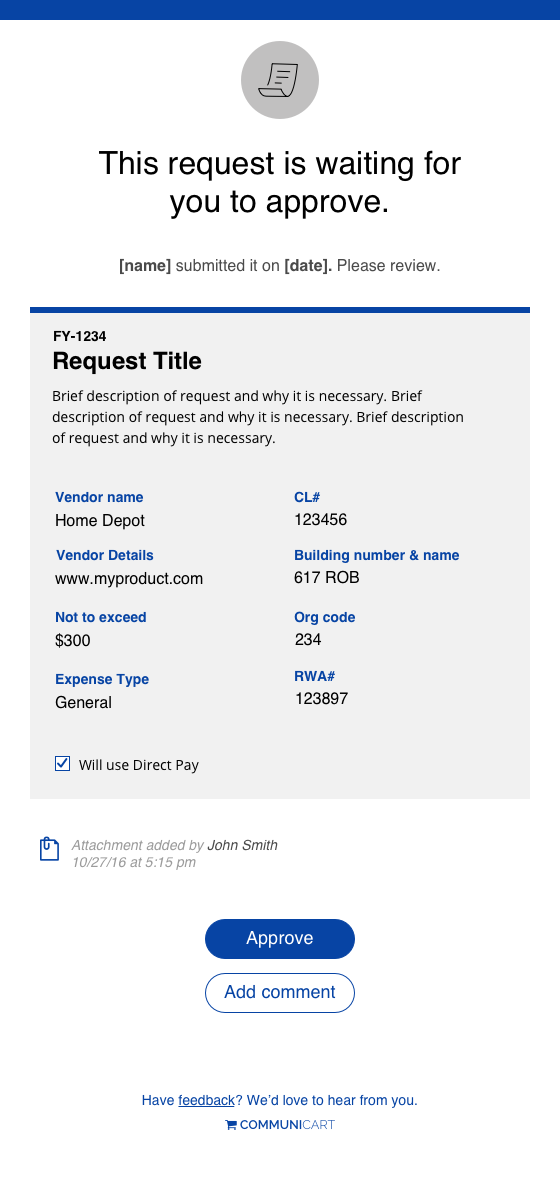 This request is waiting for
you to approve.
[name] submitted it on [date]. Please review.
FY-1234
Request Title
Brief description of request and why it is necessary. Brief
description of request and why it is necessary. Brief description
of request and why it is necessary.
Vendor name
Home Depot
CL#
123456
Vendor Details
www.myproduct.com
Building number & name
617 ROB
Not to exceed
$300
Org code
234
Expense Type
General
RWA#
123897
Will use Direct Pay
Attachment added by John Smith
10/27/16 at 5:15 pm
Approve
Add comment
Have feedback? We’d love to hear from you.
COMMUNICART